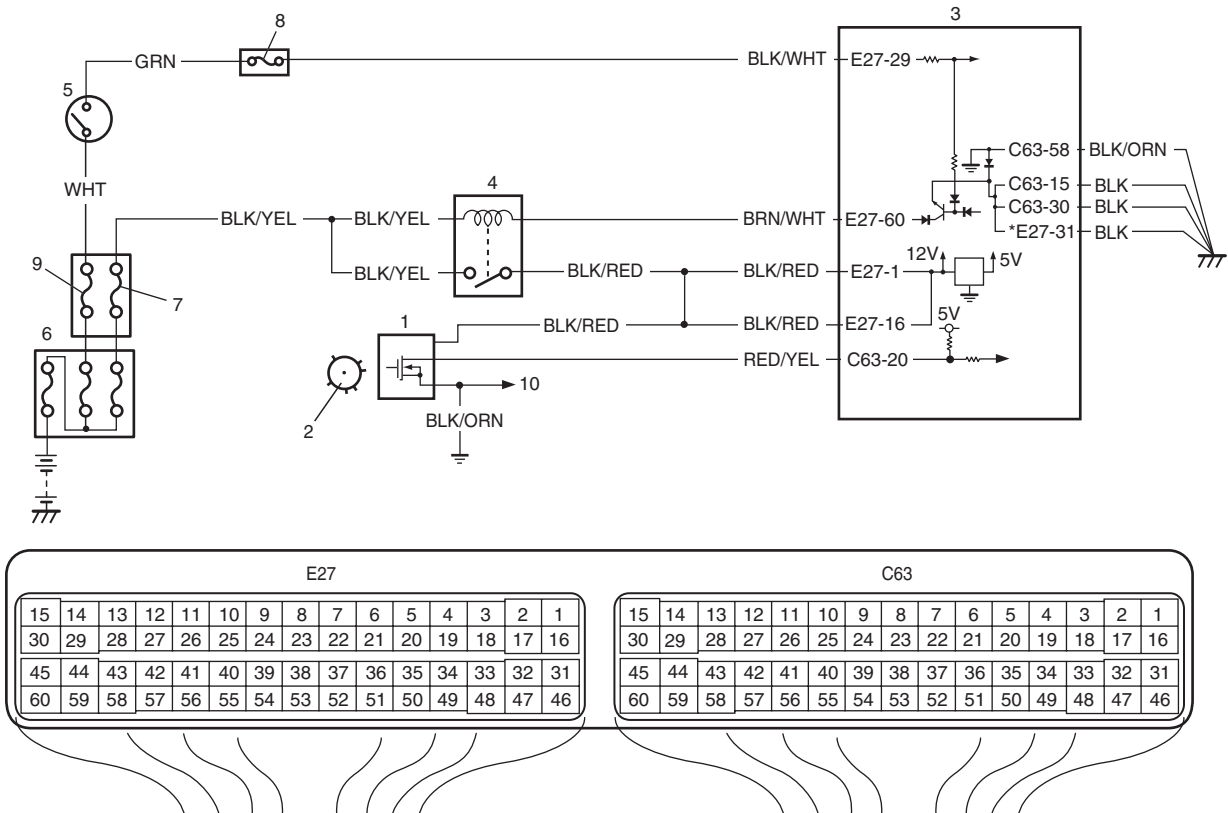 3
8
GRN
BLK/WHT
E27-29
5
C63-58
BLK/ORN
WHT
4
C63-15
BLK
C63-30
BLK
BLK/YEL
BLK/YEL
BRN/WHT
E27-60
*E27-31
BLK
12V
5V
BLK/YEL
BLK/RED
BLK/RED
E27-1
9
7
1
BLK/RED
BLK/RED
E27-16
5V
6
RED/YEL
C63-20
10
2
BLK/ORN
E27
C63
15 14 13 12 11 10 9 8 7 6 5 4 3 2 1
30 29 28 27 26 25 24 23 22 21 20 19 18 17 16
45 44 43 42 41 40 39 38 37 36 35 34 33 32 31
60 59 58 57 56 55 54 53 52 51 50 49 48 47 46
15 14 13 12 11 10 9 8 7 6 5 4 3 2 1
30 29 28 27 26 25 24 23 22 21 20 19 18 17 16
45 44 43 42 41 40 39 38 37 36 35 34 33 32 31
60 59 58 57 56 55 54 53 52 51 50 49 48 47 46